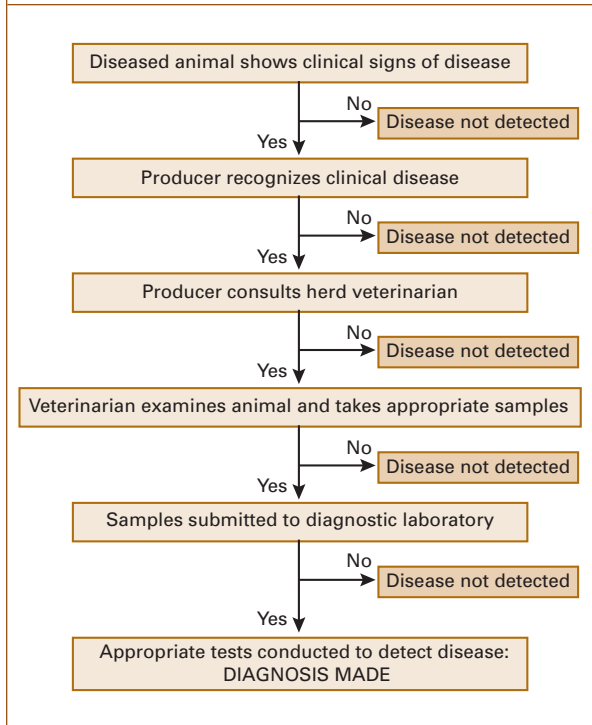 Diseased animal shows clinical signs of disease
No
Disease not detected
Yes
Producer recognizes clinical disease
No
Disease not detected
Yes
Producer consults herd veterinarian
No
Disease not detected
Yes
Veterinarian examines animal and takes appropriate samples
No
Disease not detected
Yes
Samples submitted to diagnostic laboratory
No
Disease not detected
Yes
Appropriate tests conducted to detect disease:
DIAGNOSIS MADE